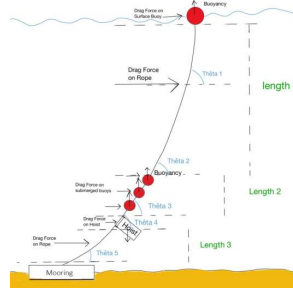 Buoyancy
Drag Force on
Surface Buoy
Drag Force
on Rope
Thêta 1
length
Thêta 2
Buoyancy
Drag Force on
submerged buoys
Length 2
Thêta 3
Drag Force
on Hoist
Thêta 4
Hoist
Drag Force
on Rope
Length 3
Thêta 5
Mooring